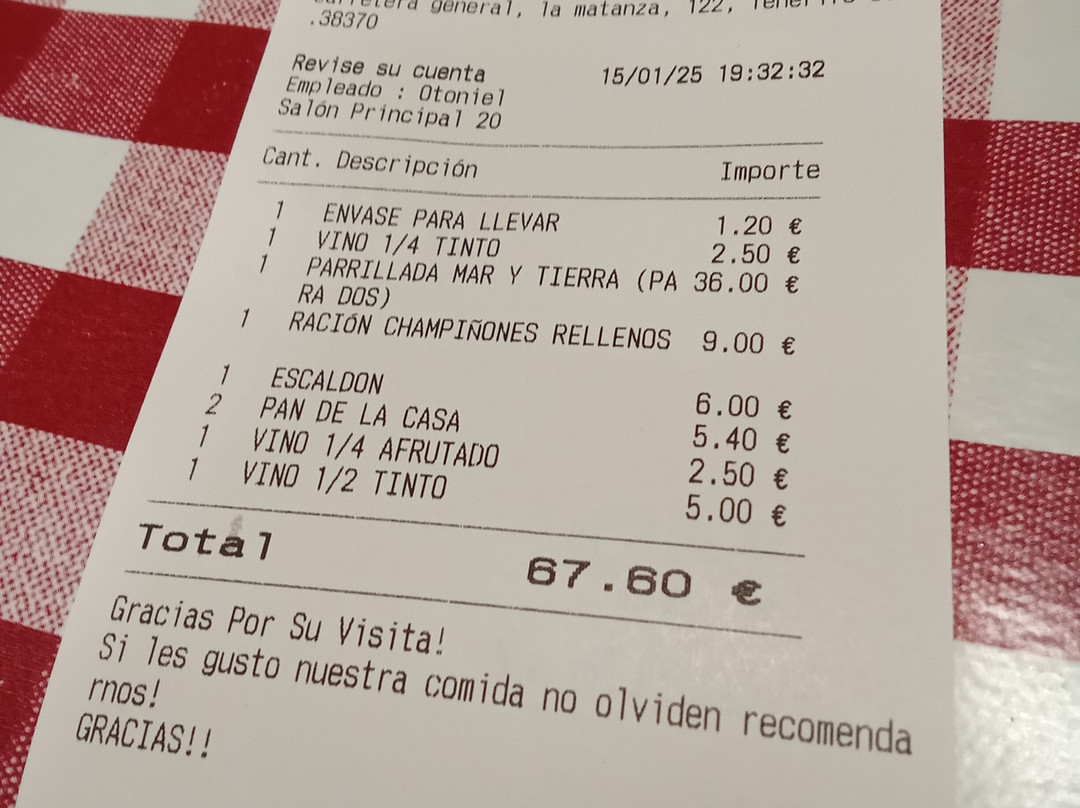 general, la matanza, 122,
.38370
Revise su cuenta 15/01/25 19:32:32
Empleado : Otoniel
Salón Principal 20
Cant. Descripción Importe
1 ENVASE PARA LLEVAR 1.20 €
1 VINO 1/4 TINTO 2.50 €
1 PARRILLADA MAR Y TIERRA (PA 36.00 €
RA DOS)
1 RACIÓN CHAMPIÑONES RELLENOS 9.00 €
1 ESCALDON 6.00 €
2 PAN DE LA CASA 5.40 €
1 VINO 1/4 AFRUTADO 2.50 €
1 VINO 1/2 TINTO 5.00 €
Total 67.60 €
Gracias Por Su Visita!
Si les gusto nuestra comida no olviden recomenda
rnos!
GRACIAS!!